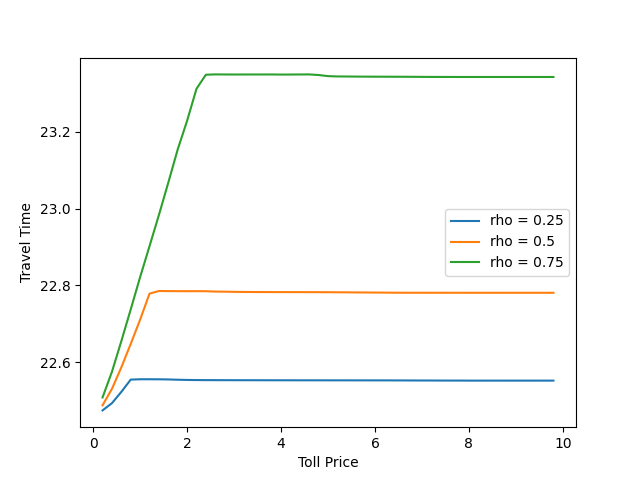 23.2
23.0
22.8
22.6
Travel Time
rho = 0.25
rho = 0.5
rho = 0.75
0 2 4 6 8 10
Toll Price